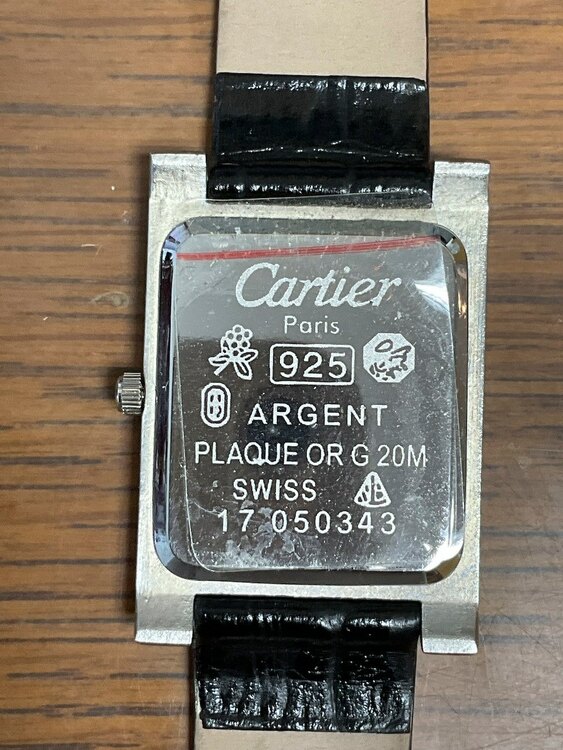 Cartier
Paris
925
ARGENT
PLAQUE OR G 20M
SWISS
17 050343